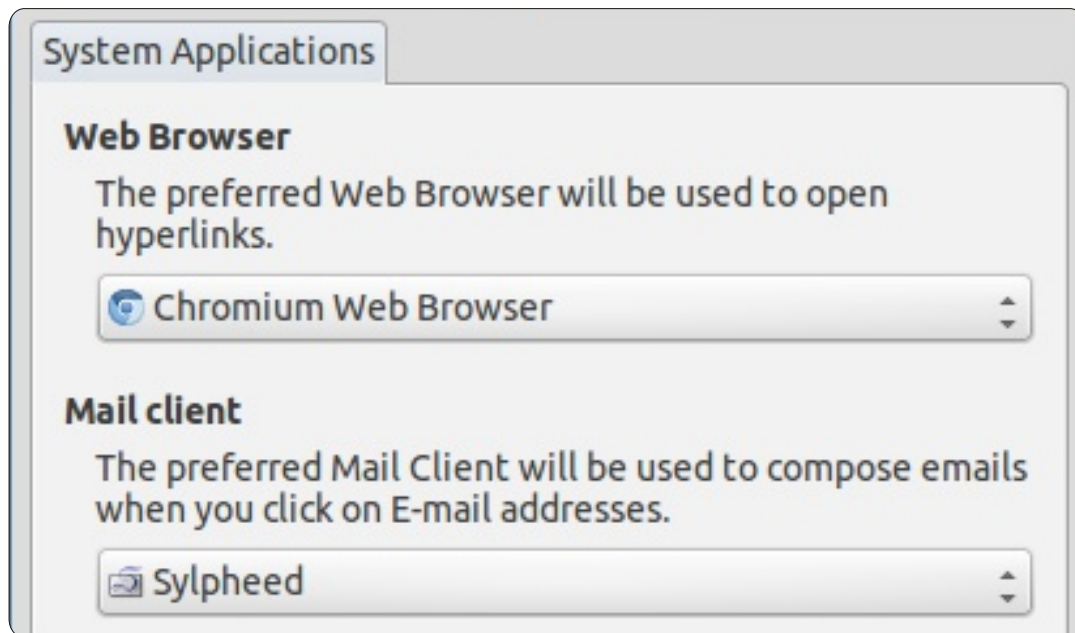 System Applications
Web Browser
The preferred Web Browser will be used to open
hyperlinks.
Chromium Web Browser
Mail client
The preferred Mail Client will be used to compose emails
when you click on E-mail addresses.
Sylpheed